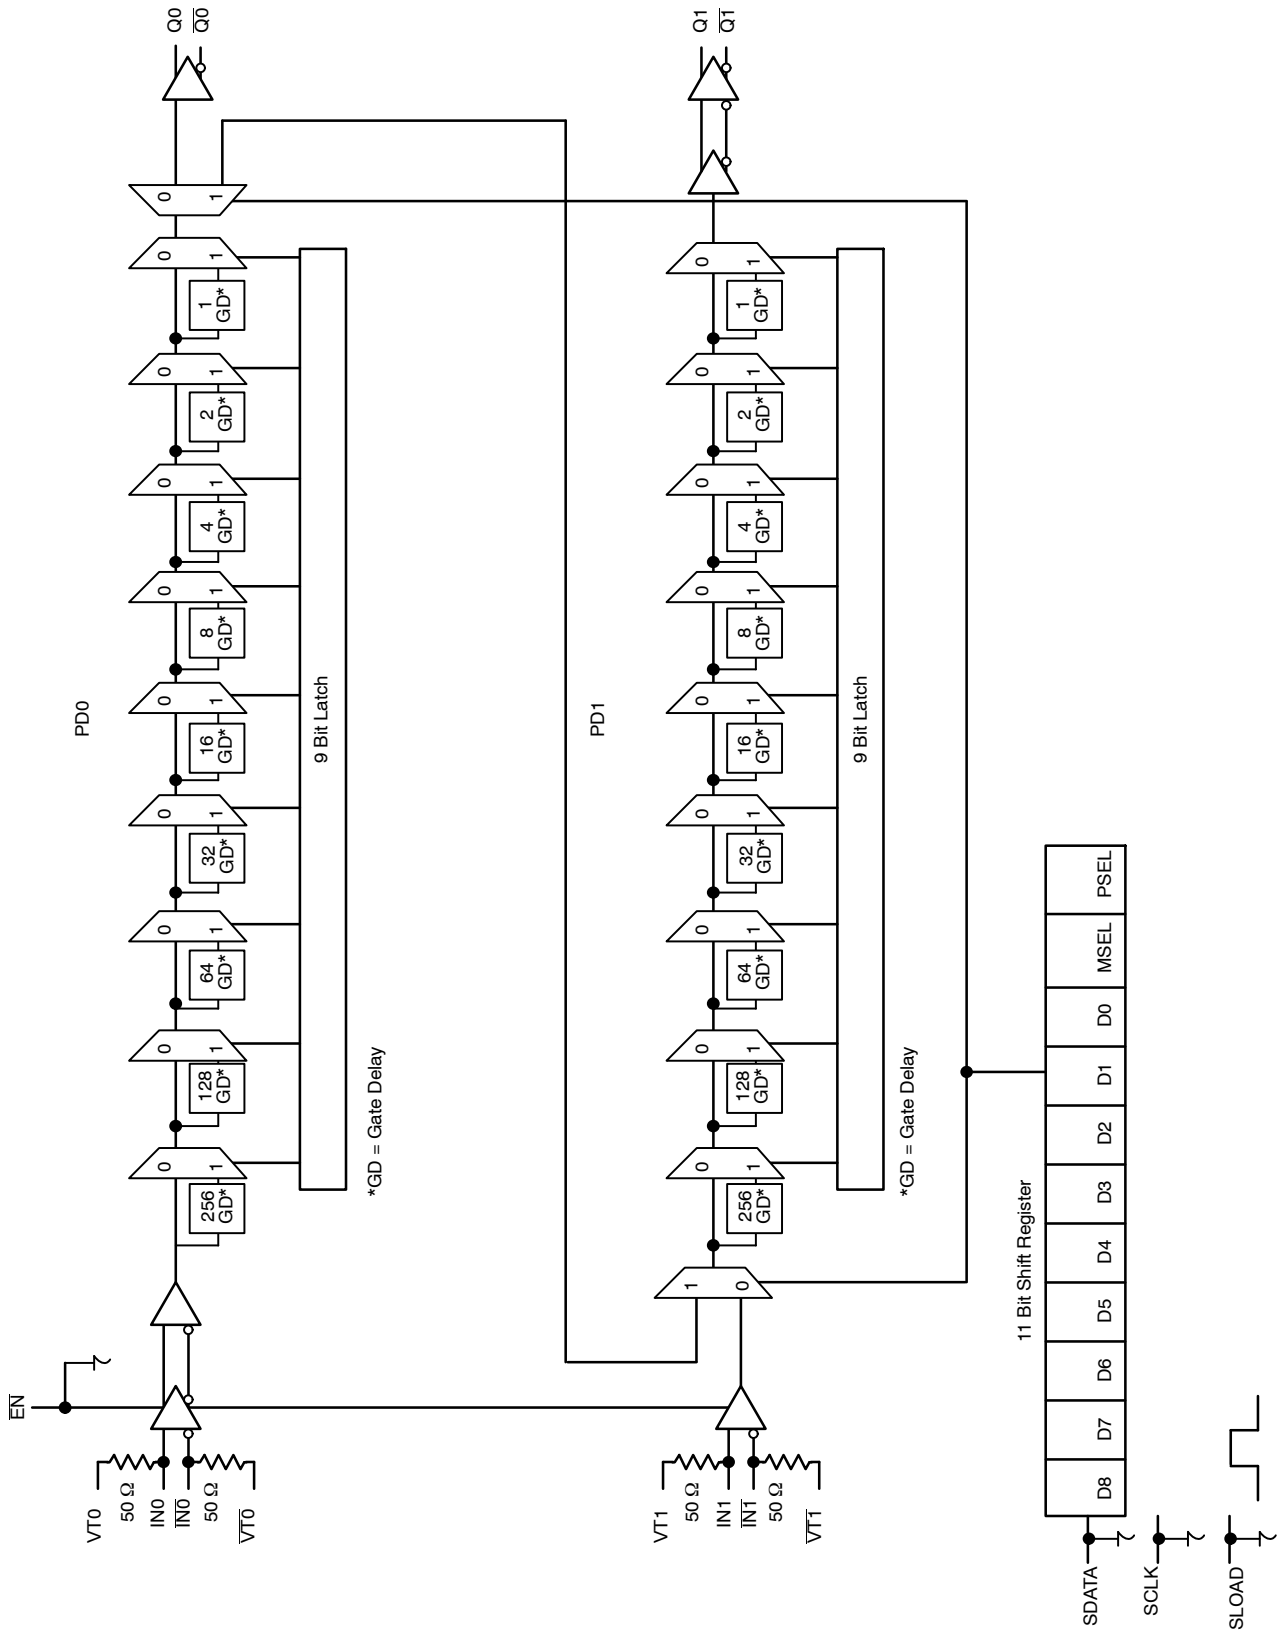 EN
VT0
50 Ω
IN0
IN0
50 Ω
VT0
PD0
256
GD*
0
1
128
GD*
0
1
64
GD*
0
1
32
GD*
0
1
16
GD*
0
1
8
GD*
0
1
4
GD*
0
1
2
GD*
0
1
1
GD*
0
1
0
1
Q0
Q0
9 Bit Latch
*GD = Gate Delay
VT1
50 Ω
IN1
IN1
50 Ω
VT1
PD1
1
0
256
GD*
0
1
128
GD*
0
1
64
GD*
0
1
32
GD*
0
1
16
GD*
0
1
8
GD*
0
1
4
GD*
0
1
2
GD*
0
1
1
GD*
0
1
Q1
Q1
9 Bit Latch
*GD = Gate Delay
11 Bit Shift Register
D8 D7 D6 D5 D4 D3 D2 D1 D0 MSEL PSEL
SDATA
SCLK
SLOAD